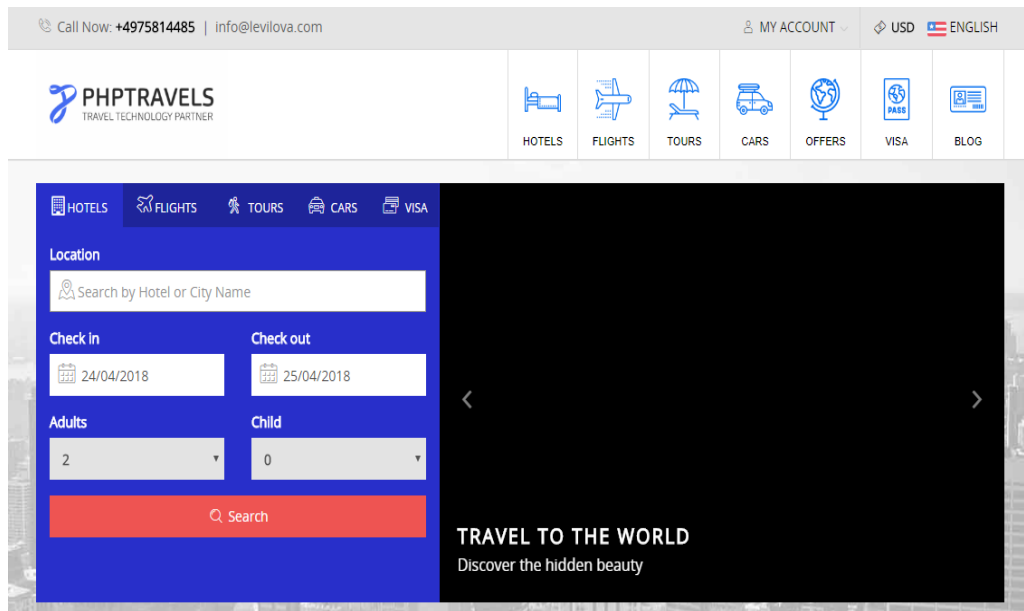 Call Now: +4975814485 | info@levilova.com
MY ACCOUNT
USD
ENGLISH
PHPTRAVELS
TRAVEL TECHNOLOGY PARTNER
HOTELS
FLIGHTS
TOURS
CARS
OFFERS
PASS
VISA
BLOG
HOTELS
FLIGHTS
TOURS
CARS
VISA
Location
Search by Hotel or City Name
Check in
Check out
24/04/2018
25/04/2018
Adults
Child
2
0
Search
TRAVEL TO THE WORLD
Discover the hidden beauty